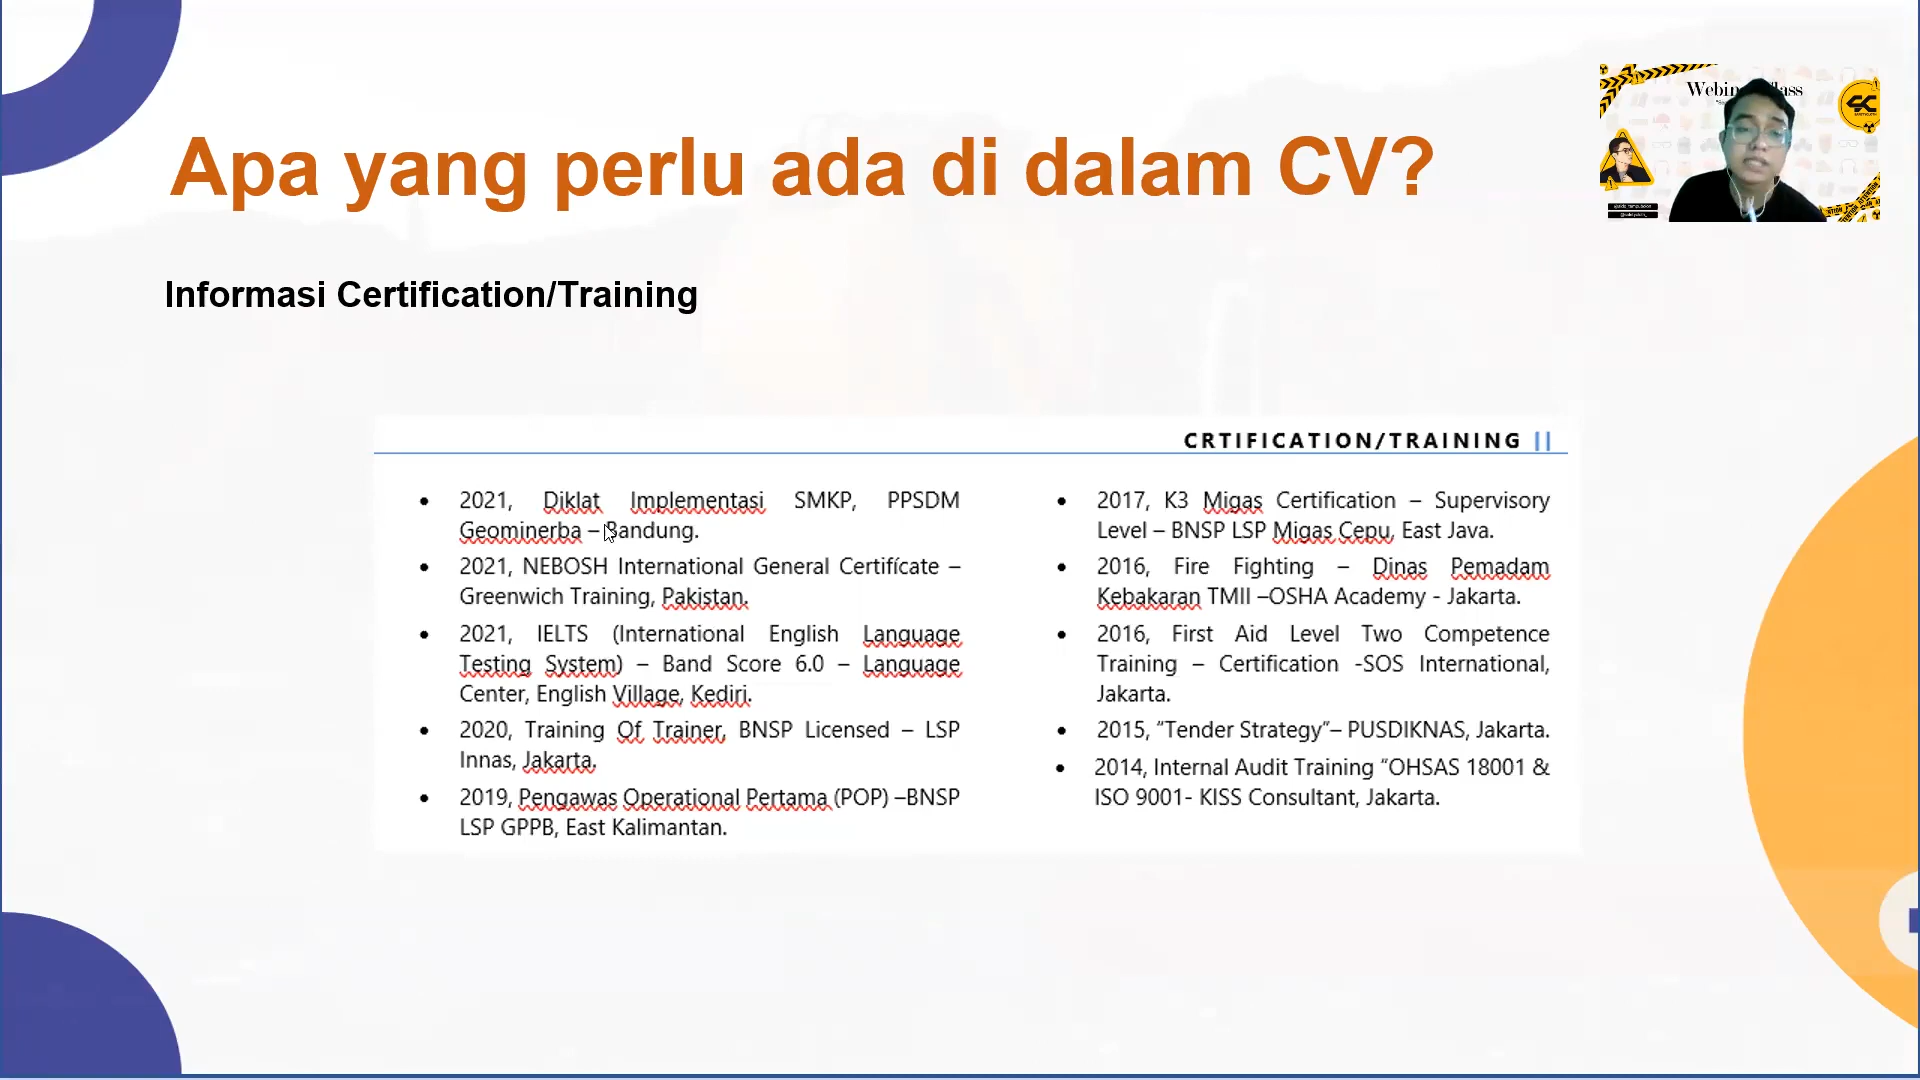 Apa yang perlu ada di dalam CV?
Informasi Certification/Training
CRTIFICATION/TRAINING ||
• 2021, Diklat Implementasi SMKP, PPSDM
Geominerba – Bandung.
• 2021, NEBOSH International General Certifícate –
Greenwich Training, Pakistan.
• 2021, IELTS (International English Language
Testing System) – Band Score 6.0 – Language
Center, English Village, Kediri.
• 2020, Training Of Trainer, BNSP Licensed – LSP
Innas, Jakarta.
• 2019, Pengawas Operational Pertama (POP) –BNSP
LSP GPPB, East Kalimantan.
• 2017, K3 Migas Certification – Supervisory
Level – BNSP LSP Migas Cepu, East Java.
• 2016, Fire Fighting – Dinas Pemadam
Kebakaran TMII –OSHA Academy - Jakarta.
• 2016, First Aid Level Two Competence
Training – Certification -SOS International,
Jakarta.
• 2015, “Tender Strategy”– PUSDIKNAS, Jakarta.
• 2014, Internal Audit Training “OHSAS 18001 &
ISO 9001- KISS Consultant, Jakarta.